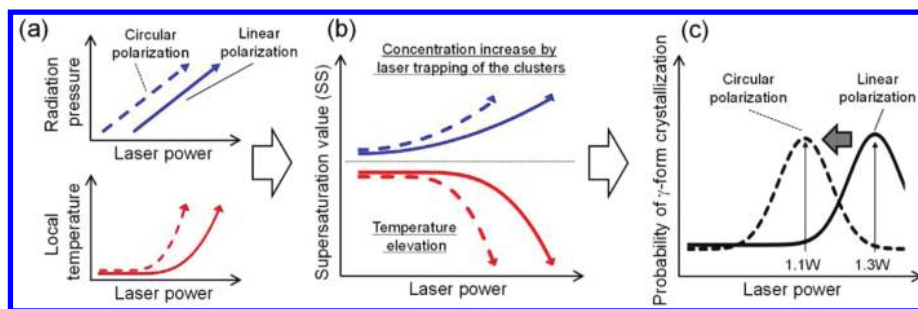 (a)
Circular
polarization
Linear
polarization
Radiation
pressure
Laser power
Local
temperature
Laser power
(b)
Concentration increase by
laser trapping of the clusters
Supersaturation value (SS)
Temperature
elevation
Laser power
(c)
Circular
polarization
Linear
polarization
Probability of γ-form crystallization
1.1W
1.3W
Laser power